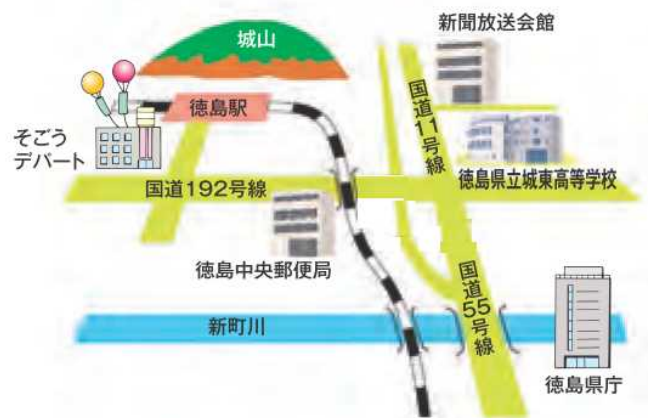 新聞放送会館
城山
徳島駅
国道11号線
そごう
デパート
徳島県立城東高等学校
国道192号線
徳島中央郵便局
国道55号線
新町川
徳島県庁